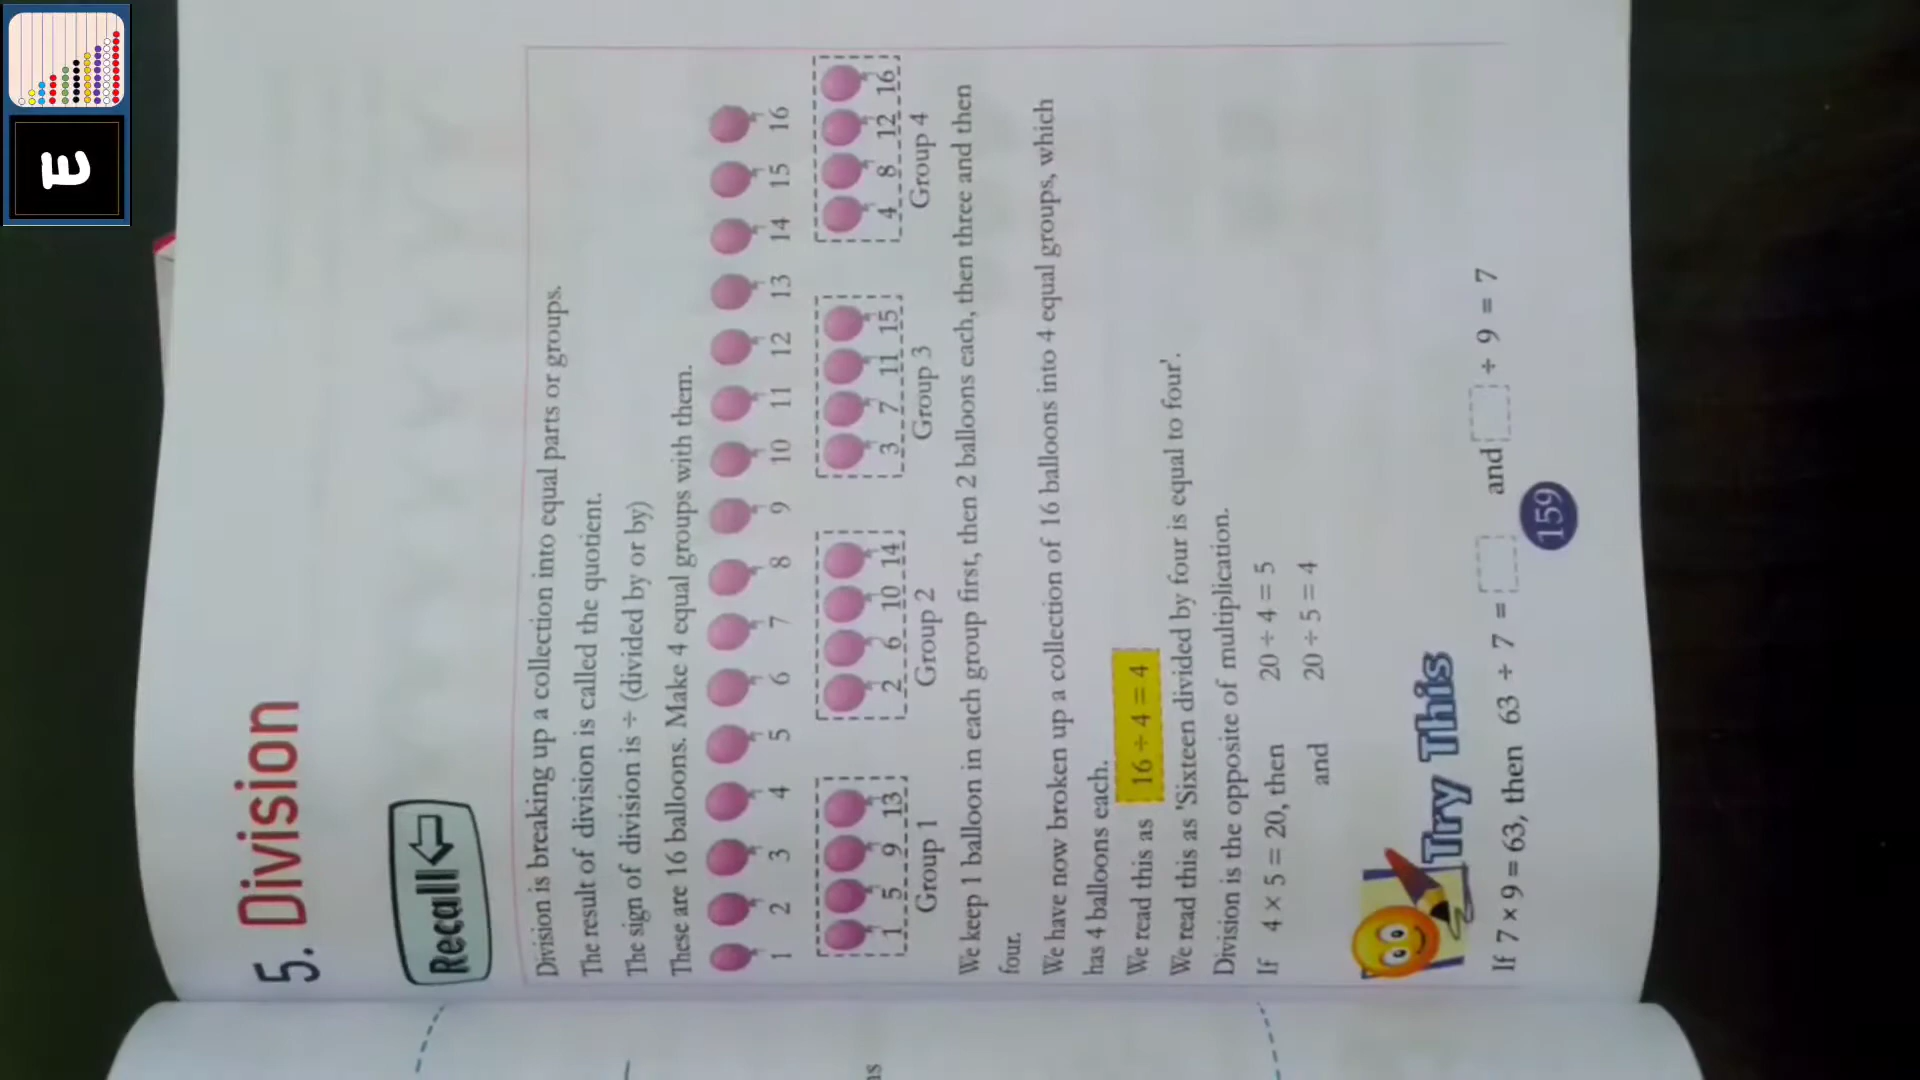 5. Division
Recall
Division is breaking up a collection into equal parts or groups.
The result of division is called the quotient.
The sign of division is ÷ (divided by or by)
These are 16 balloons. Make 4 equal groups with them.
1 2 3 4 5 6 7 8 9 10 11 12 13 14 15 16
1 5 9 13 2 6 10 14 3 7 11 15 4 8 12 16
Group 1 Group 2 Group 3 Group 4
We keep 1 balloon in each group first, then 2 balloons each, then three and then
four.
We have now broken up a collection of 16 balloons into 4 equal groups, which
has 4 balloons each.
We read this as 16 ÷ 4 = 4
We read this as 'Sixteen divided by four is equal to four'.
Division is the opposite of multiplication.
If 4 × 5 = 20, then 20 ÷ 4 = 5
and 20 ÷ 5 = 4
Try This
If 7 × 9 = 63, then 63 ÷ 7 = and ÷ 9 = 7
159